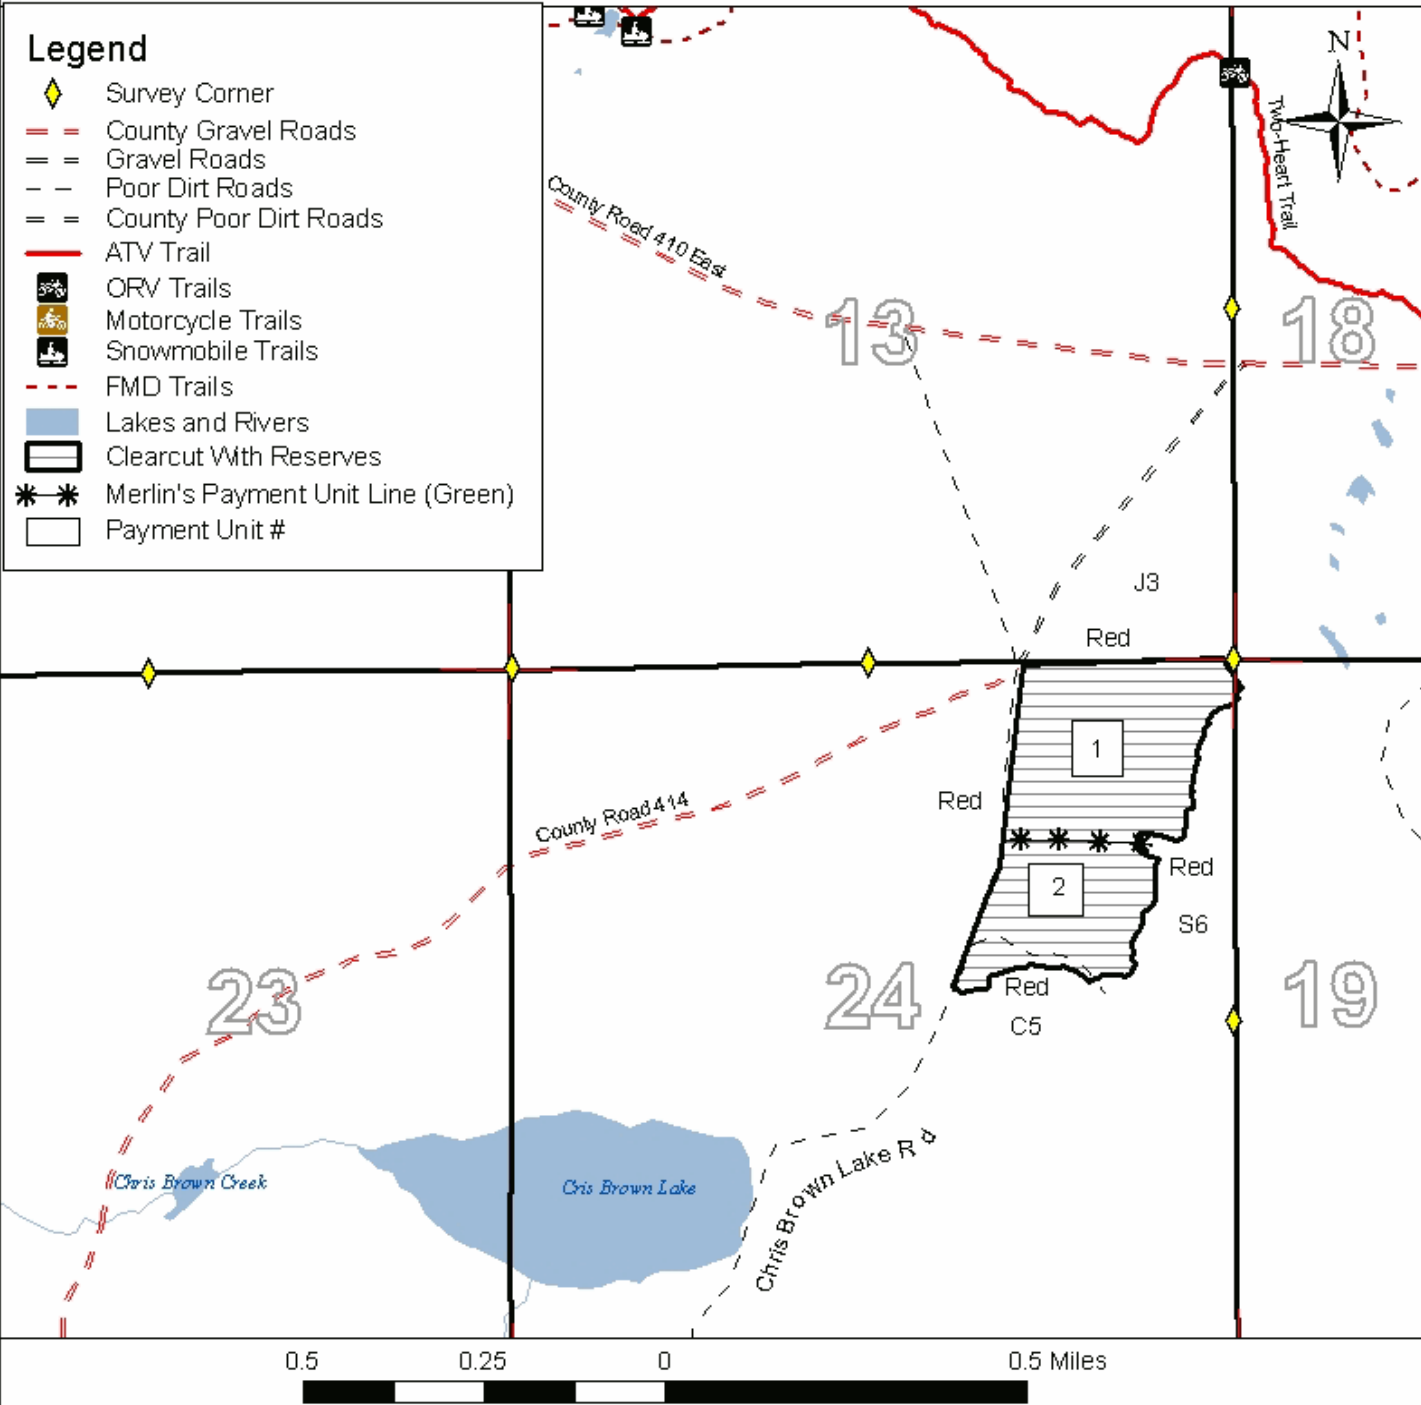 Legend
Survey Corner
County Gravel Roads
Gravel Roads
Poor Dirt Roads
County Poor Dirt Roads
ATV Trail
ORV Trails
Motorcycle Trails
Snowmobile Trails
FMD Trails
Lakes and Rivers
Clearcut With Reserves
Merlin's Payment Unit Line (Green)
Payment Unit #
N
Two-Heart Trail
County Road 410 East
13
18
J3
Red
1
Red
County Road 414
Red
2
S6
23
24
19
Red
C5
Chris Brown Lake Rd
Chris Brown Creek
Cris Brown Lake
0.5 0.25 0 0.5 Miles